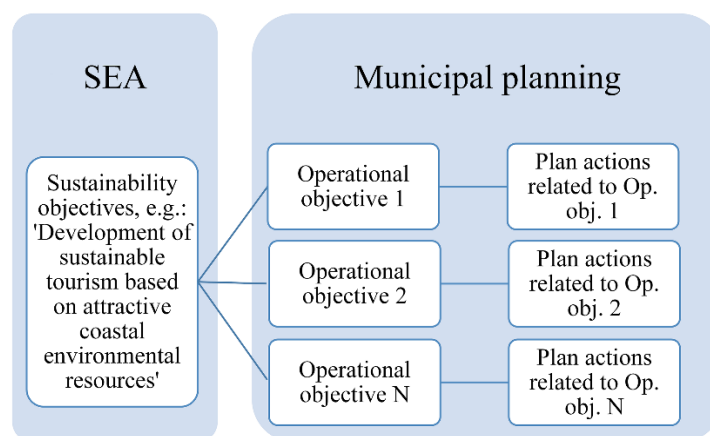 SEA
Municipal planning
Sustainability
objectives, e.g.:
'Development of
sustainable
tourism based
on attractive
coastal
environmental
resources'
Operational
objective 1
Plan actions
related to Op.
obj. 1
Operational
objective 2
Plan actions
related to Op.
obj. 2
Operational
objective N
Plan actions
related to Op.
obj. N